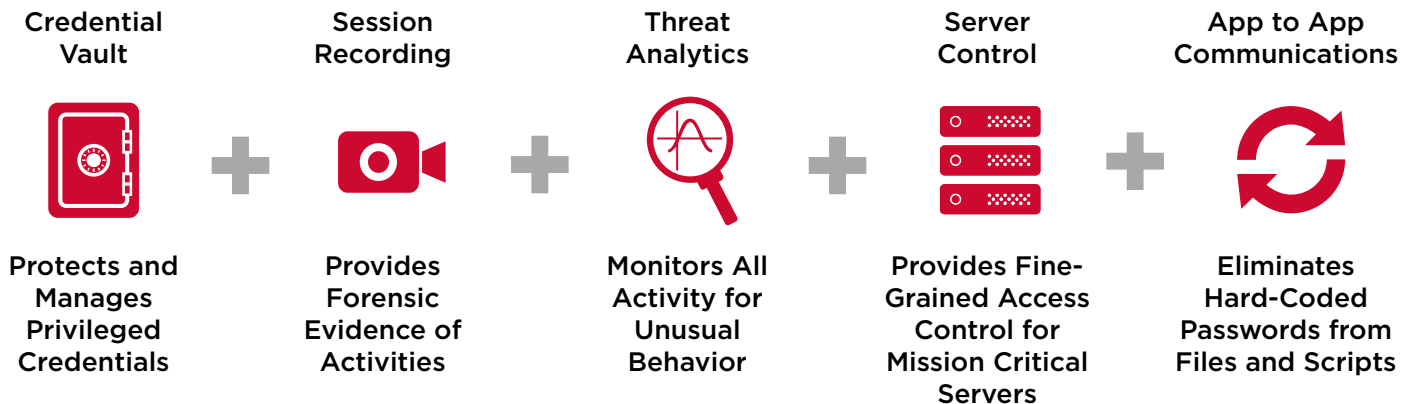 Credential
Vault
Session
Recording
Threat
Analytics
Server
Control
App to App
Communications
Protects and
Manages
Privileged
Credentials
Provides
Forensic
Evidence of
Activities
Monitors All
Activity for
Unusual
Behavior
Provides Fine-
Grained Access
Control for
Mission Critical
Servers
Eliminates
Hard-Coded
Passwords from
Files and Scripts